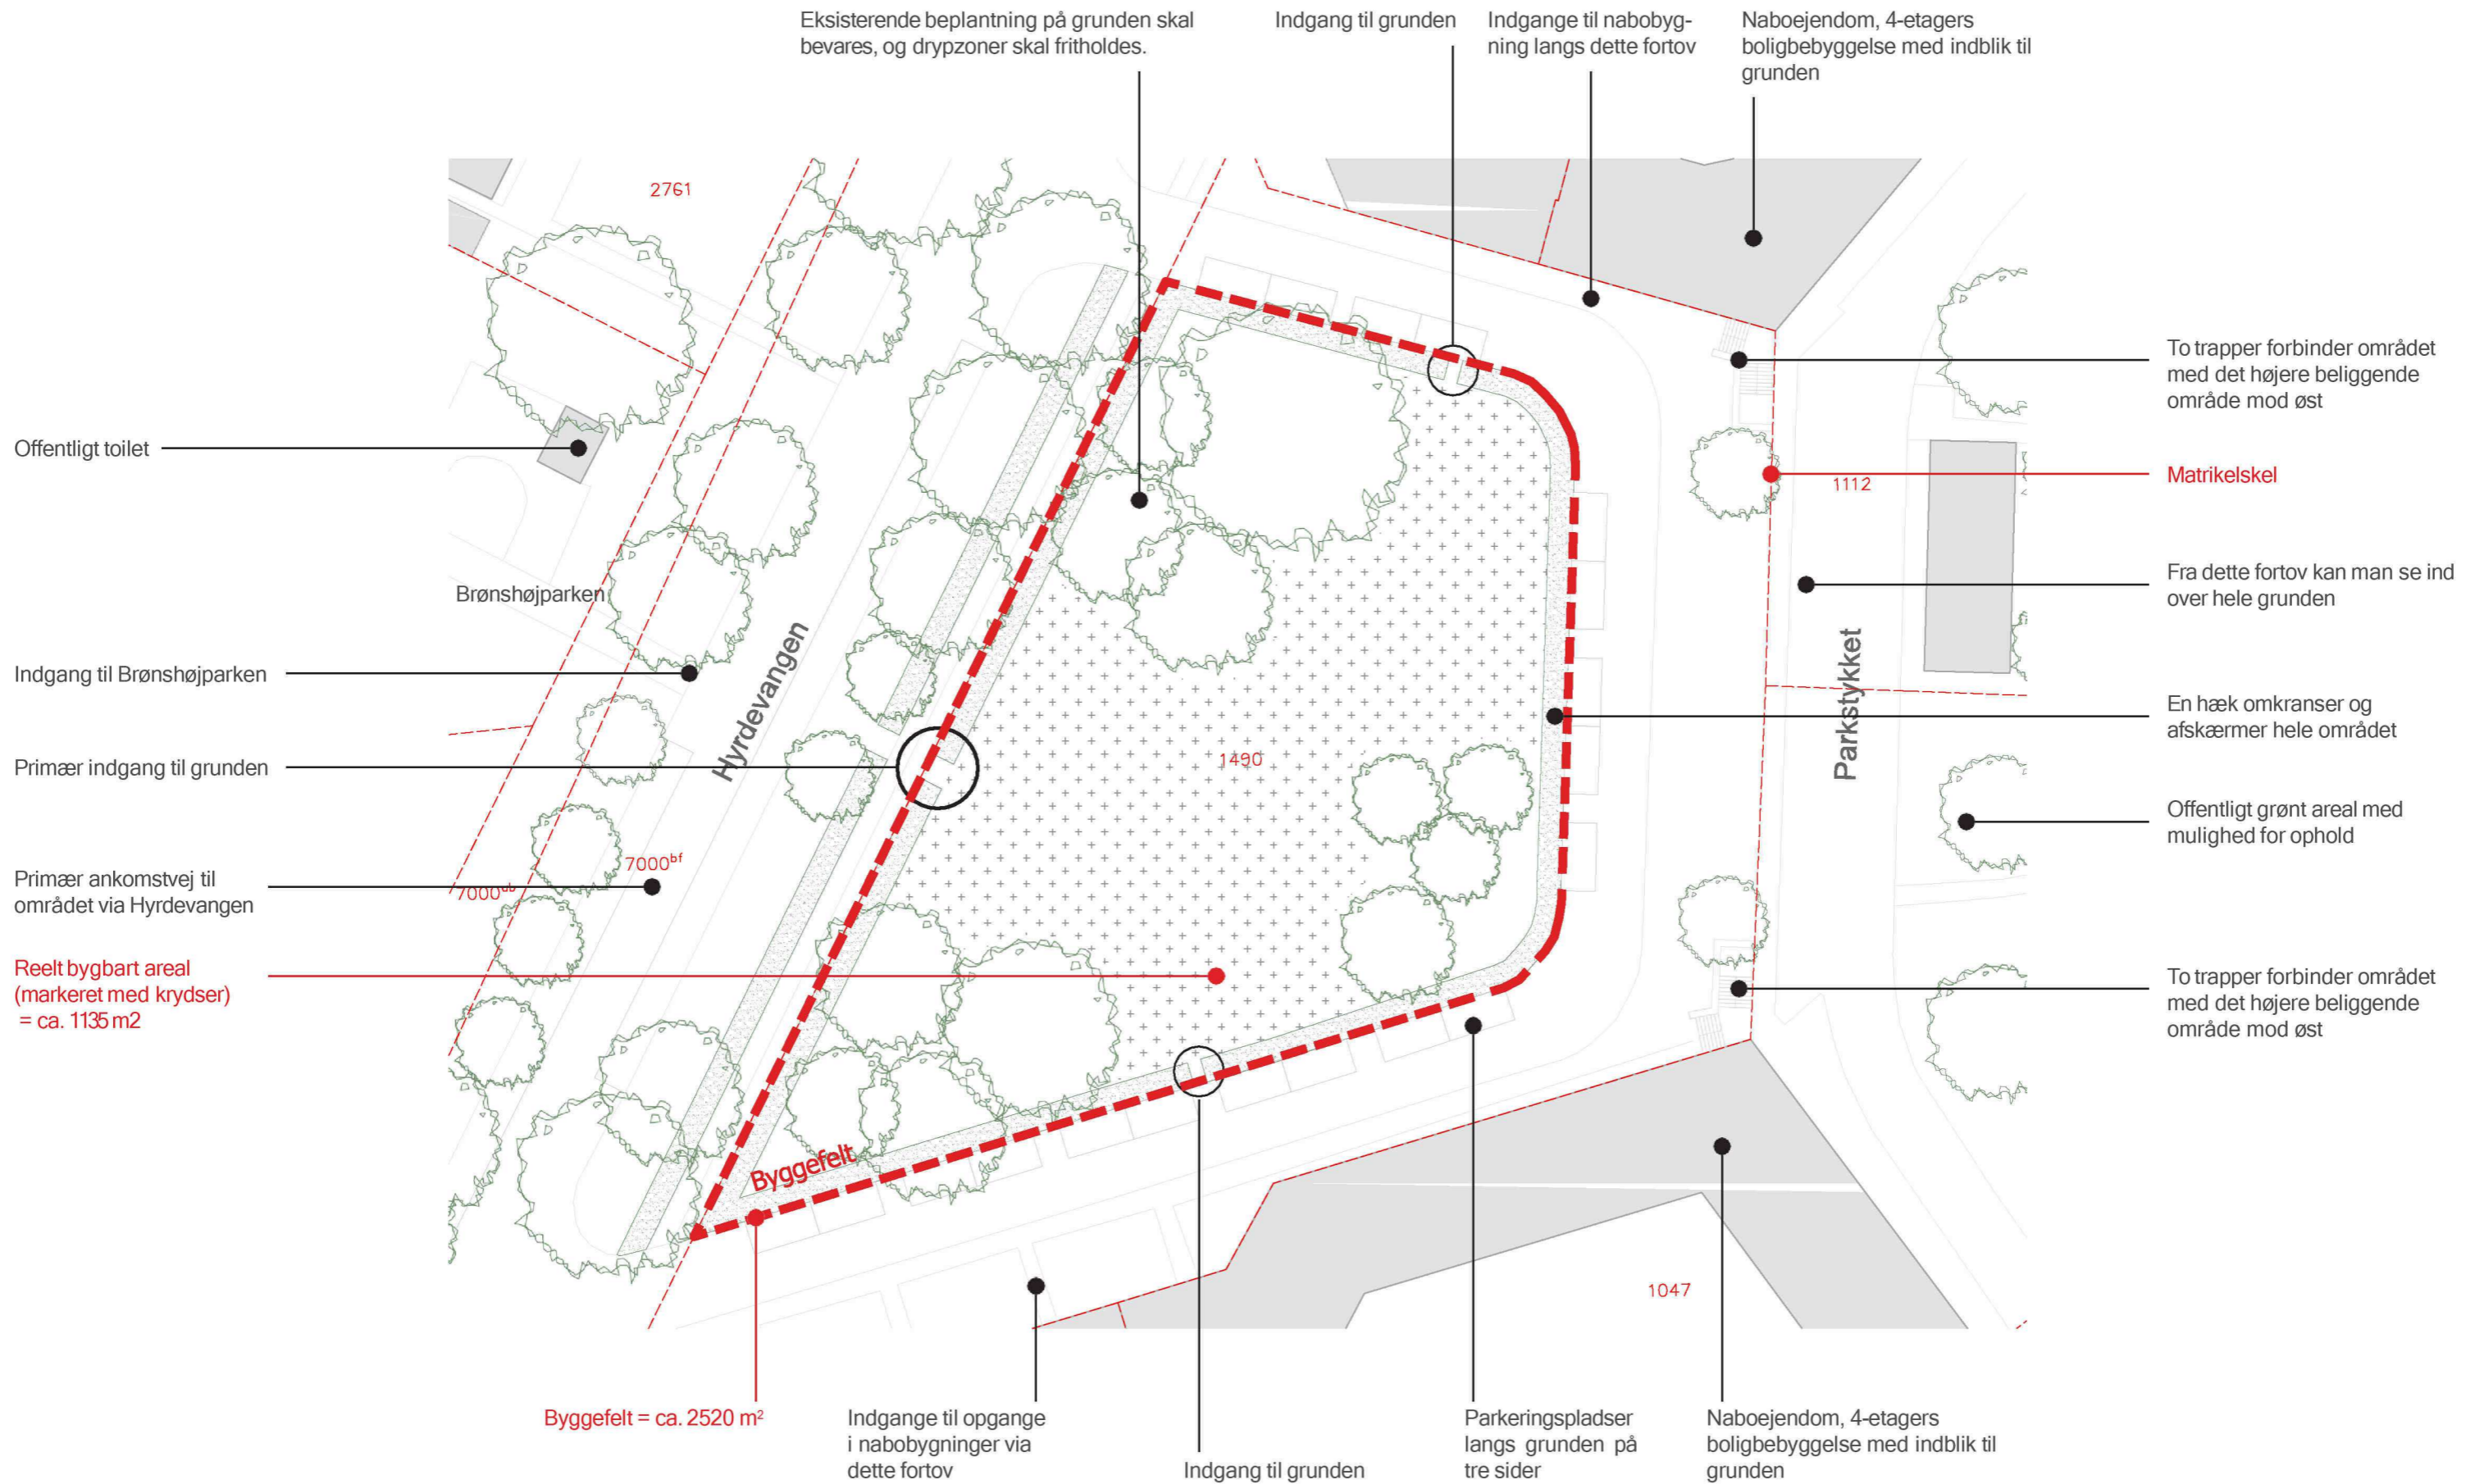 Eksisterende beplantning på grunden skal
bevares, og drypzoner skal fritholdes.
Indgang til grunden
Indgange til nabobyg-
ning langs dette fortov
Naboejendom, 4-etagers
boligbebyggelse med indblik til
grunden
2761
To trapper forbinder området
med det højere beliggende
område mod øst
Offentligt toilet
Matrikelskel
1112
Fra dette fortov kan man se ind
over hele grunden
Brønshøjparken
Hyrdevangen
Parkstykket
Indgang til Brønshøjparken
En hæk omkranser og
afskærmer hele området
Primær indgang til grunden
1490
Offentligt grønt areal med
mulighed for ophold
7000bf
Primær ankomstvej til
området via Hyrdevangen
7000
Reelt bygbart areal
(markeret med krydser)
= ca. 1135 m2
To trapper forbinder området
med det højere beliggende
område mod øst
Byggefelt
1047
Byggefelt = ca. 2520 m²
Indgange til opgange
i nabobygninger via
dette fortov
Indgang til grunden
Parkeringspladser
langs grunden på
tre sider
Naboejendom, 4-etagers
boligbebyggelse med indblik til
grunden